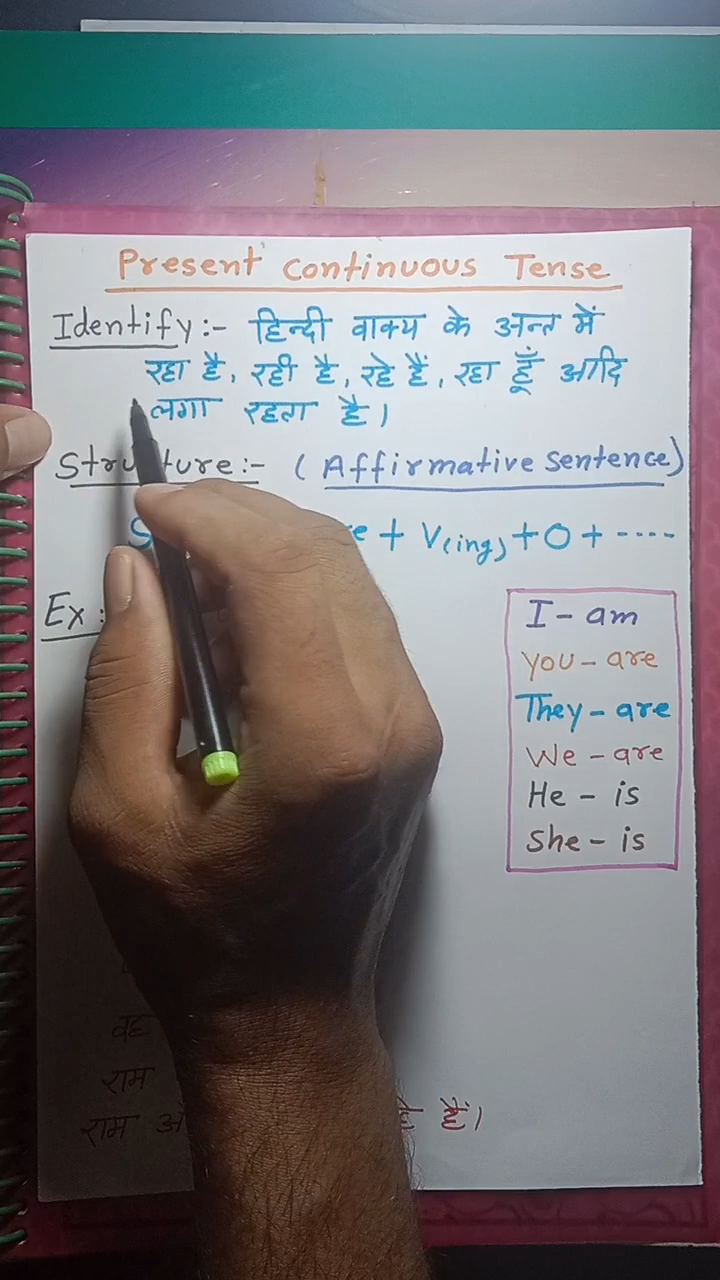 Present Continuous Tense
Identify :- हिन्दी वाक्य के अन्त में
रहा है, रही है, रहे हैं, रहा हूँ आदि
लगा रहता है।
Structure :- (Affirmative Sentence)
S + V(ing) + O + ----
Ex :
I - am
You - are
They - are
We - are
He - is
She - is
वह
राम
राम हैं।